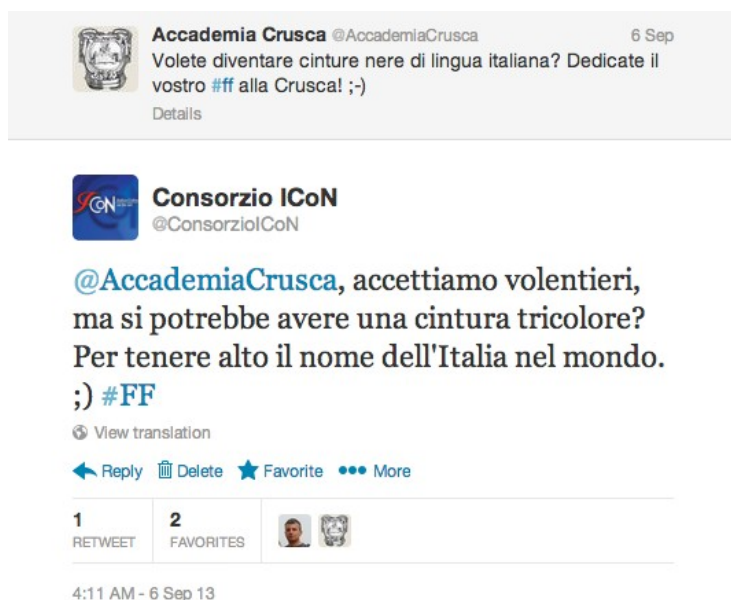 Accademia Crusca @AccademiaCrusca 6 Sep
Volete diventare cinture nere di lingua italiana? Dedicate il
vostro #ff alla Crusca! ;-)
Details
ICoN
Consorzio ICoN
@ConsorzioICoN
@AccademiaCrusca, accettiamo volentieri,
ma si potrebbe avere una cintura tricolore?
Per tenere alto il nome dell'Italia nel mondo.
;) #FF
View translation
Reply Delete Favorite More
1 2
RETWEET FAVORITES
4:11 AM - 6 Sep 13